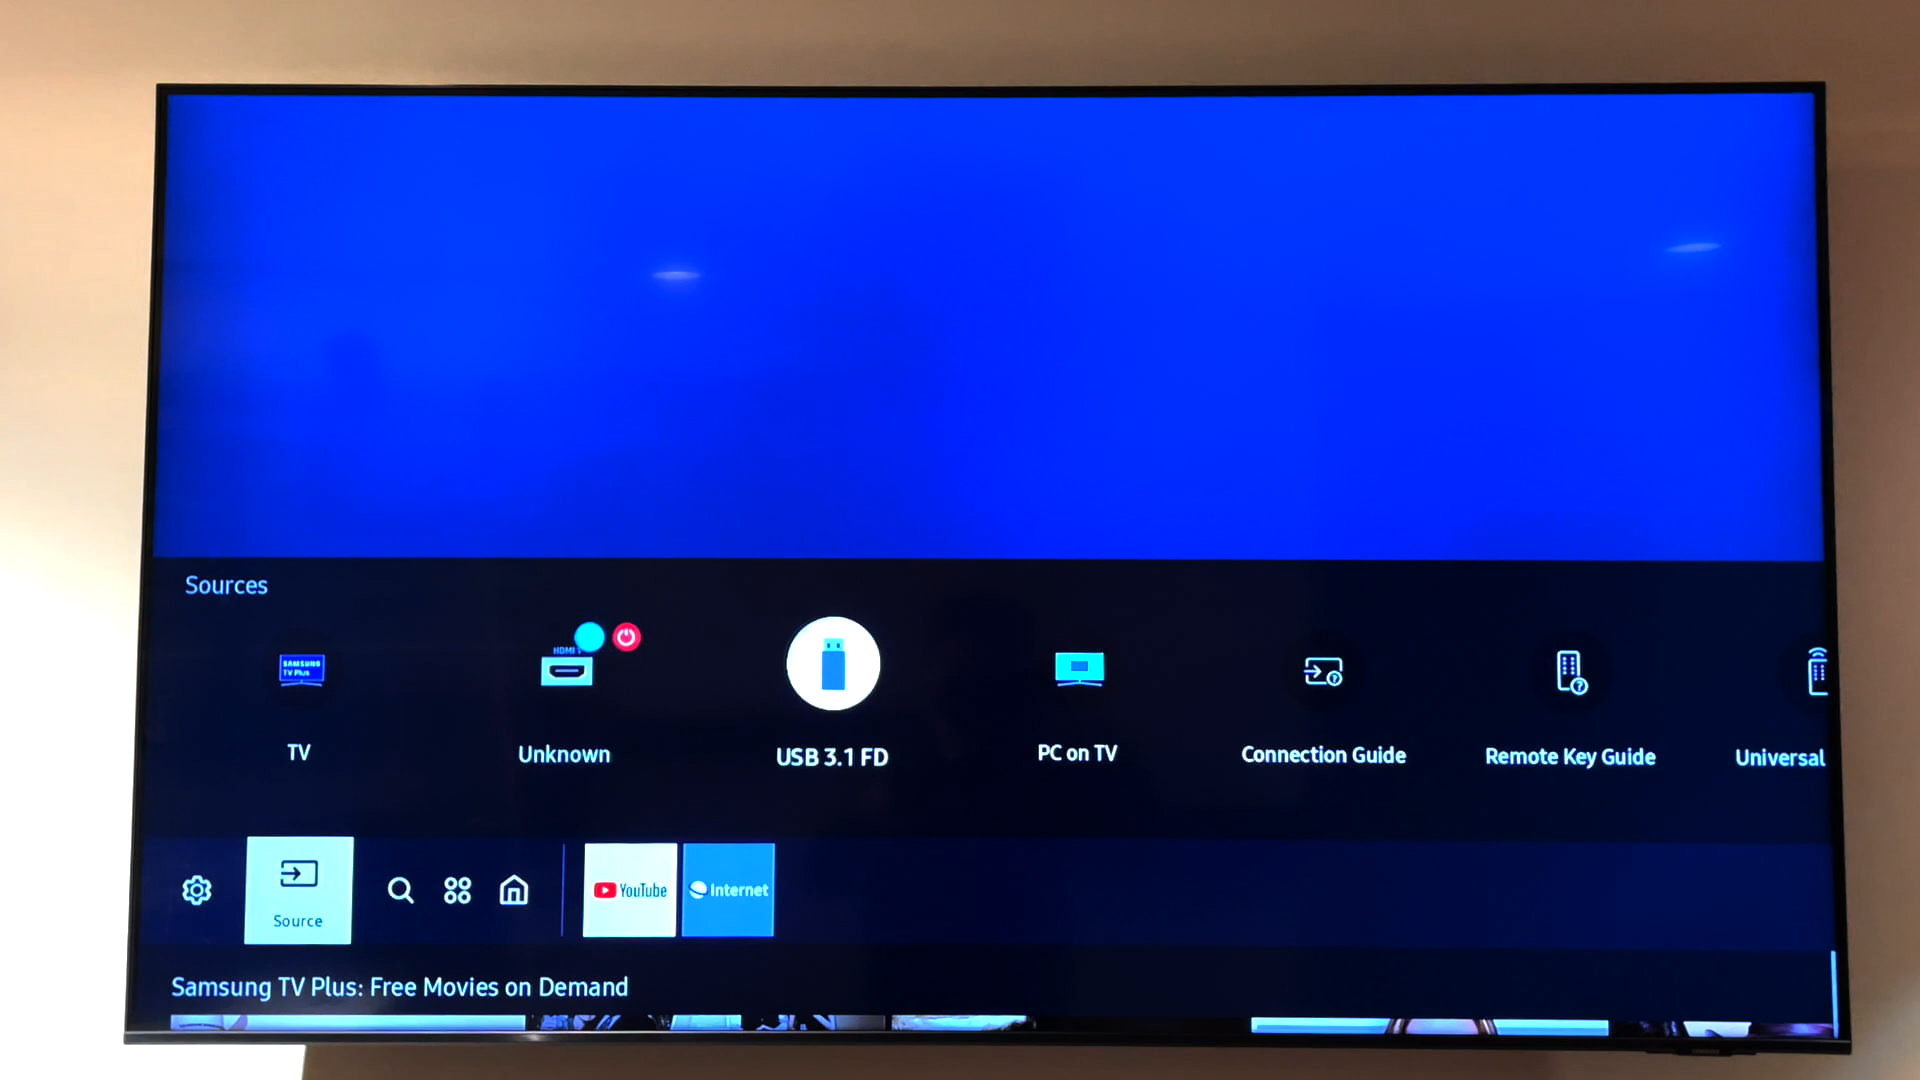 Sources
SAMSUNG
TV Plus
HDMI
TV
Unknown
USB 3.1 FD
PC on TV
Connection Guide
Remote Key Guide
Universal
Source
YouTube
Internet
Samsung TV Plus: Free Movies on Demand